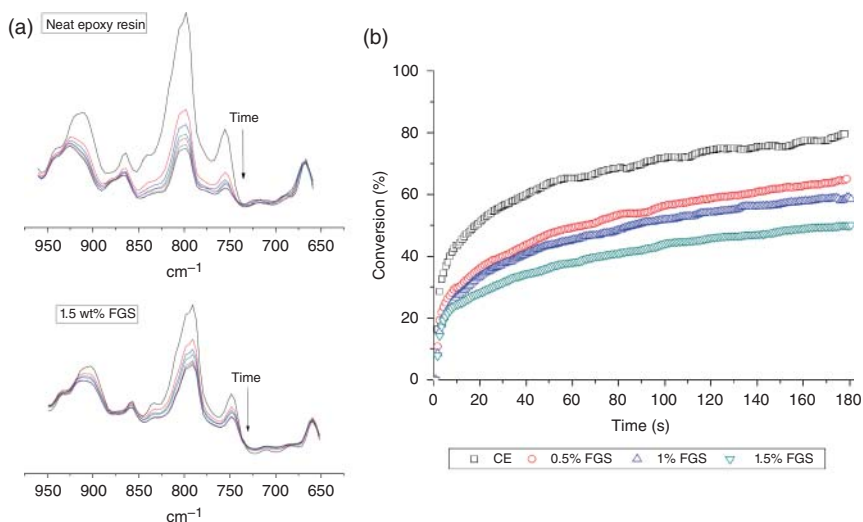 (a)
Neat epoxy resin
Time
950 900 850 800 750 700 650
cm⁻¹
1.5 wt% FGS
Time
950 900 850 800 750 700 650
cm⁻¹
(b)
100
80
60
40
20
0
Conversion (%)
0 20 40 60 80 100 120 140 160 180
Time (s)
CE 0.5% FGS 1% FGS 1.5% FGS